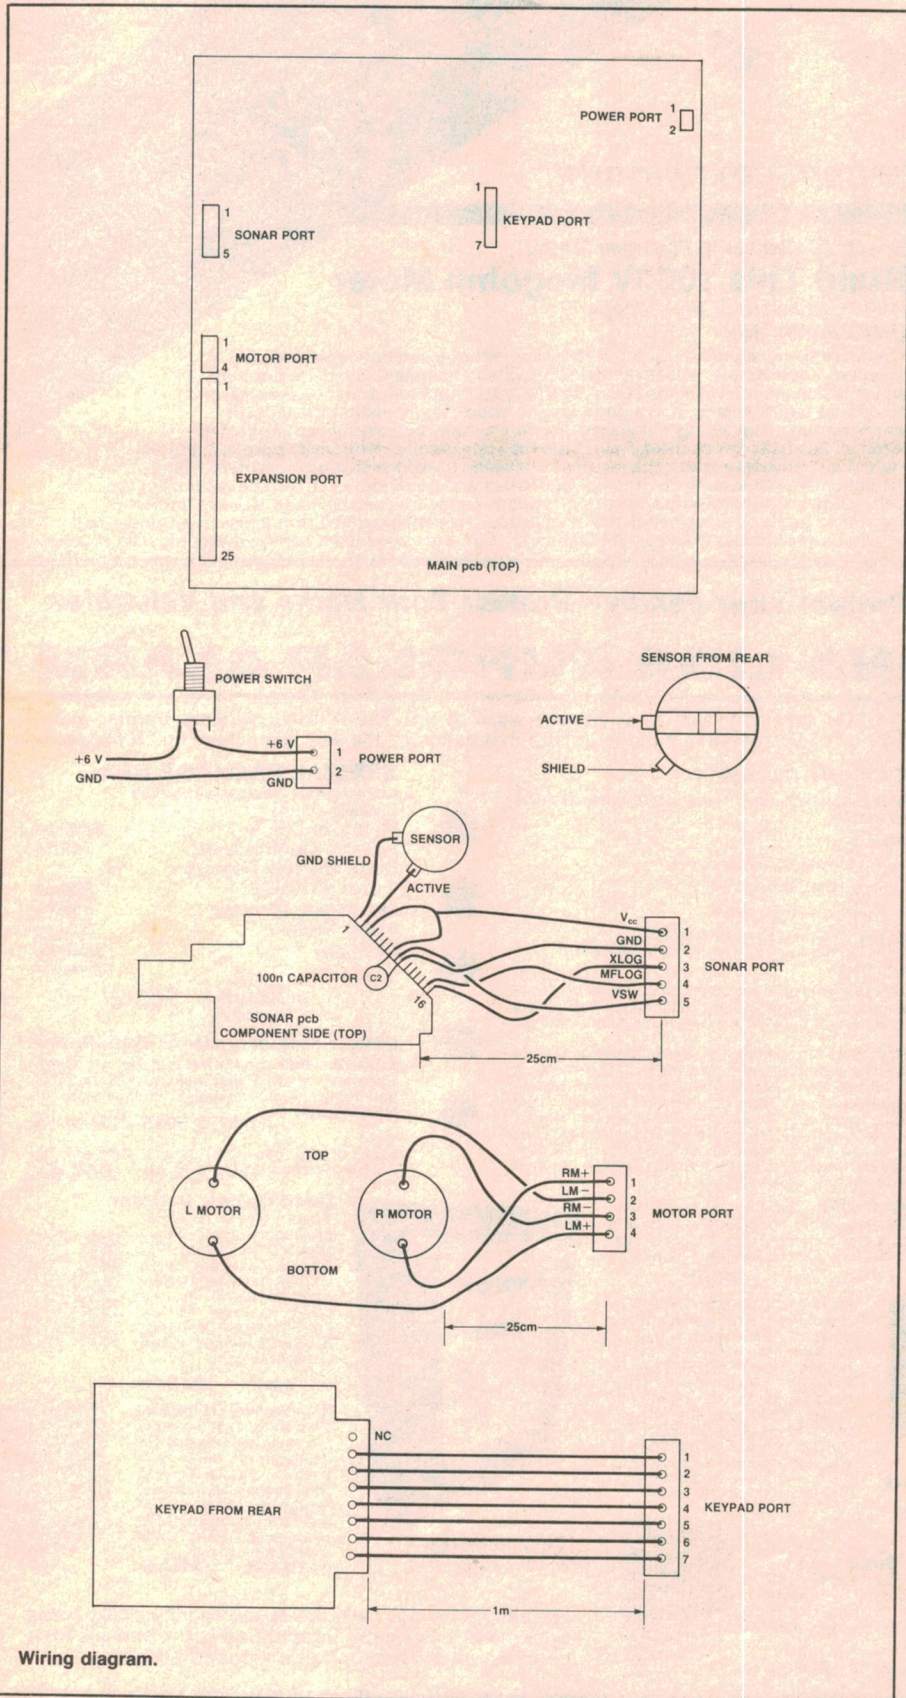 POWER PORT
1
2
1
KEYPAD PORT
7
1
SONAR PORT
5
1
MOTOR PORT
4
1
EXPANSION PORT
25
MAIN pcb (TOP)
POWER SWITCH
+6 V
+6 V
1
POWER PORT
GND
GND
2
SENSOR FROM REAR
ACTIVE
SHIELD
SENSOR
GND SHIELD
ACTIVE
1
100n CAPACITOR
C2
16
SONAR pcb
COMPONENT SIDE (TOP)
Vcc
1
GND
2
XLOG
3
SONAR PORT
MFLOG
4
VSW
5
25cm
TOP
L MOTOR
R MOTOR
BOTTOM
RM+
1
LM−
2
RM−
3
LM+
4
MOTOR PORT
25cm
NC
KEYPAD FROM REAR
1
2
3
4
5
6
7
KEYPAD PORT
1m
Wiring diagram.